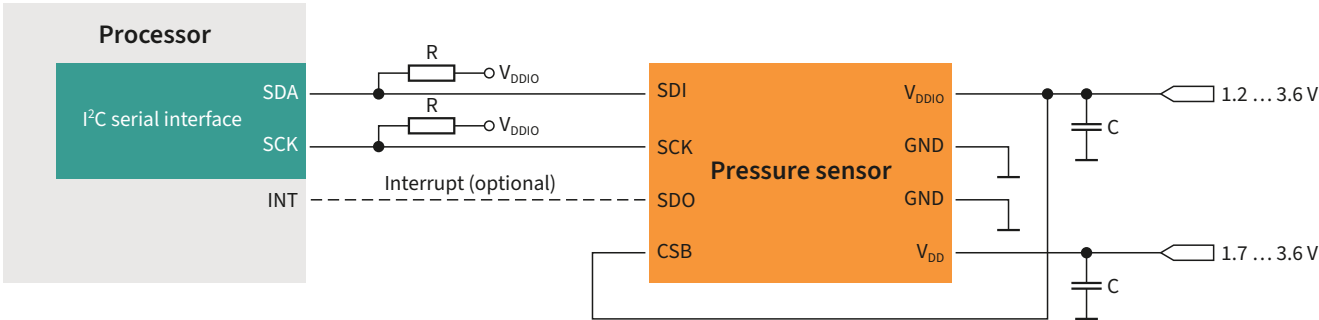 Processor
I²C serial interface
SDA
SCK
INT
R
V_DDIO
R
V_DDIO
Interrupt (optional)
SDI
SCK
SDO
CSB
Pressure sensor
V_DDIO
GND
GND
V_DD
C
1.2 … 3.6 V
C
1.7 … 3.6 V